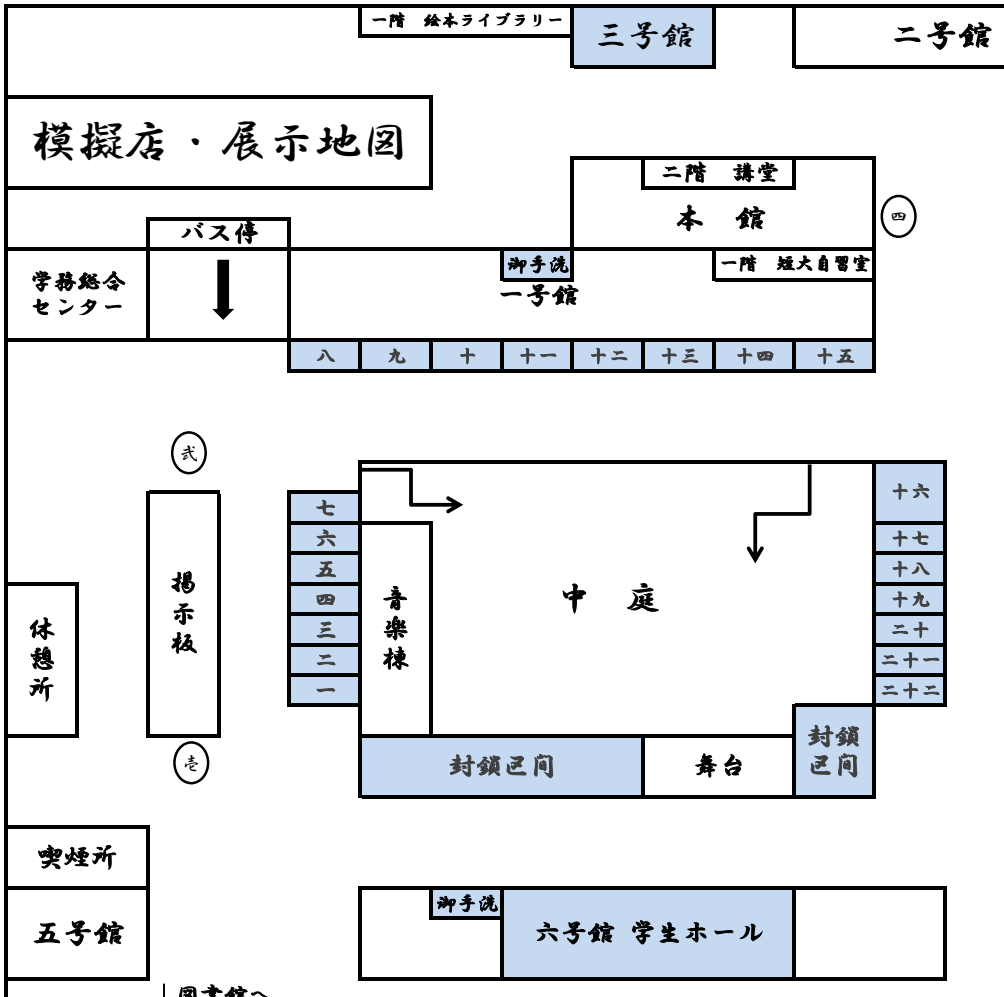 一階　絵本ライブラリー
三号館
二号館
模擬店・展示地図
二階　講堂
本　館
四
バス停
学務総合
センター
御手洗
一階　短大自習室
一号館
八
九
十
十一
十二
十三
十四
十五
弐
七
六
五
四
三
二
一
掲示板
休憩所
音楽棟
中　庭
十六
十七
十八
十九
二十
二十一
二十二
壱
封鎖区间
舞台
封鎖
区间
喫煙所
五号館
御手洗
六号館 学生ホール
図書館へ